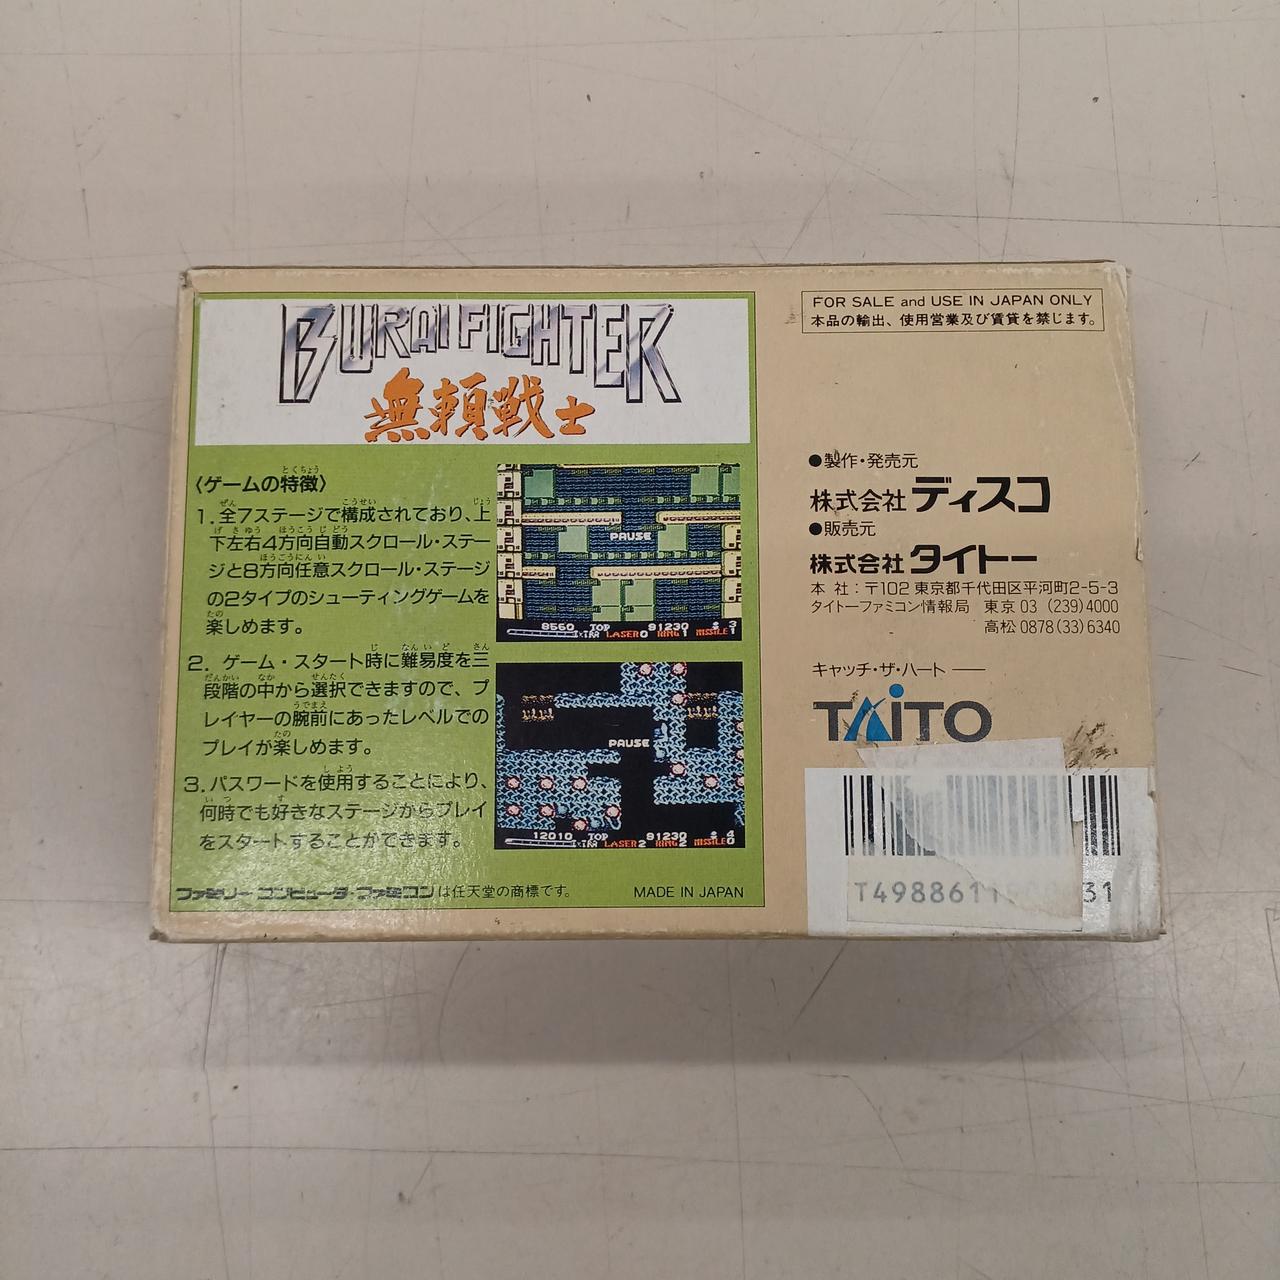 BURAI FIGHTER
無頼戦士
〈ゲームの特徴〉
1.全7ステージで構成されており、上
下左右4方向自動スクロール・ステー
ジと8方向任意スクロール・ステージ
の2タイプのシューティングゲームを
楽しめます。
2. ゲーム・スタート時に難易度を三
段階の中から選択できますので、プ
レイヤーの腕前にあったレベルでの
プレイが楽しめます。
3.パスワードを使用することにより、
何時でも好きなステージからプレイ
をスタートすることができます。
ファミリー コンピュータ・ファミコンは任天堂の商標です。
MADE IN JAPAN
PAUSE
8560 TOP 91230 3
EXTRA LASER0 RING1 MISSILE1
PAUSE
12010 TOP 91230 4
EXTRA LASER2 RING2 MISSILE0
FOR SALE and USE IN JAPAN ONLY
本品の輸出、使用営業及び賃貸を禁じます。
●製作・発売元
株式会社ディスコ
●販売元
株式会社タイトー
本 社：〒102 東京都千代田区平河町2-5-3
タイトーファミコン情報局 東京 03 (239) 4000
高松 0878 (33) 6340
キャッチ・ザ・ハート ――
TAITO
T4988611 31